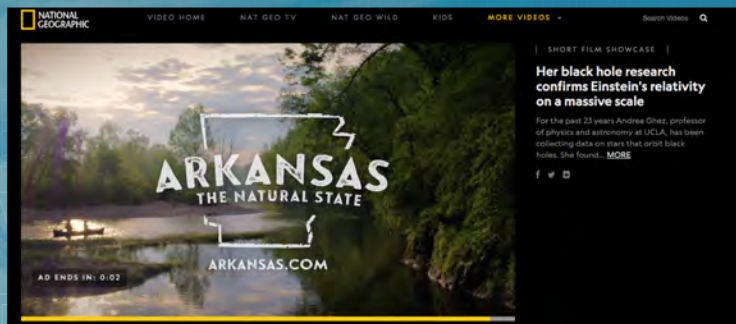 NATIONAL
GEOGRAPHIC
VIDEO HOME
NAT GEO TV
NAT GEO WILD
KIDS
MORE VIDEOS
Search Videos
ARKANSAS
THE NATURAL STATE
ARKANSAS.COM
AD ENDS IN: 0:02
SHORT FILM SHOWCASE
Her black hole research
confirms Einstein's relativity
on a massive scale
For the past 23 years Andrea Ghez, professor
of physics and astronomy at UCLA, has been
collecting data on stars that orbit black
holes. She found... MORE